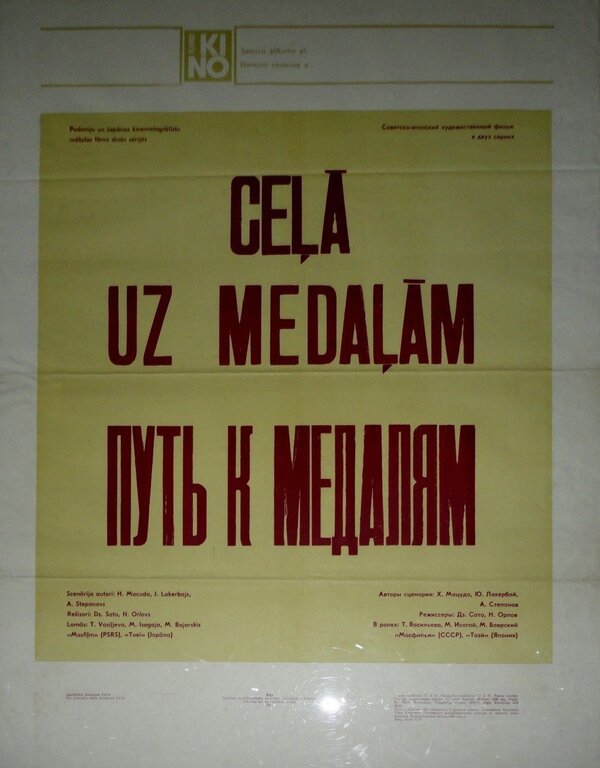 KINO
KI
NO
Seansu sākums pl.
Начало сеансов в
Padomju un Japānas kinematogrāfistu
mākslas filma divās sērijās
Советско-японский художественный фильм
в двух сериях
CEĻĀ
UZ MEDAĻĀM
ПУТЬ К МЕДАЛЯМ
Scenārija autori: H. Macuda, J. Lakerbajs,
A. Stepanovs
Režisori: Dz. Sato, N. Orlovs
Lomās: T. Vasiļjeva, M. Isogaja, M. Bojarskis
«Mosfilm» (PSRS), «Toei» (Japāna)
Авторы сценария: Х. Мацуда, Ю. Лакербай,
А. Степанов
Режиссеры: Дз. Сато, Н. Орлов
В ролях: Т. Васильева, М. Исогай, М. Боярский
«Мосфильм» (СССР), «Тоэй» (Япония)